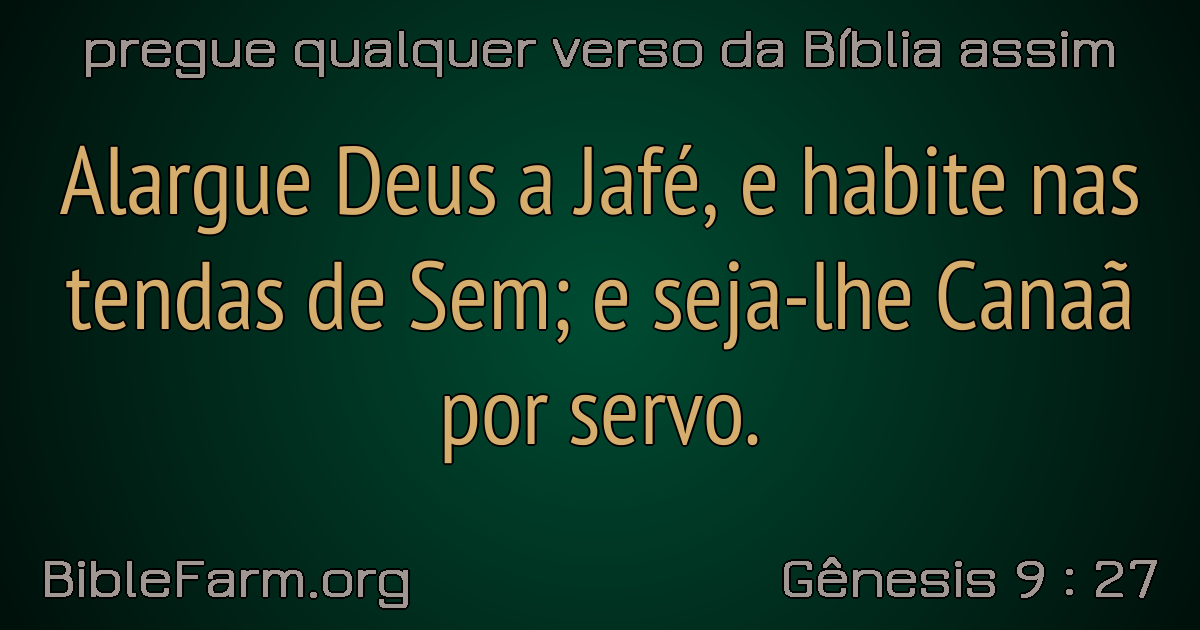 pregue qualquer verso da Bíblia assim
Alargue Deus a Jafé, e habite nas
tendas de Sem; e seja-lhe Canaã
por servo.
BibleFarm.org
Gênesis 9 : 27